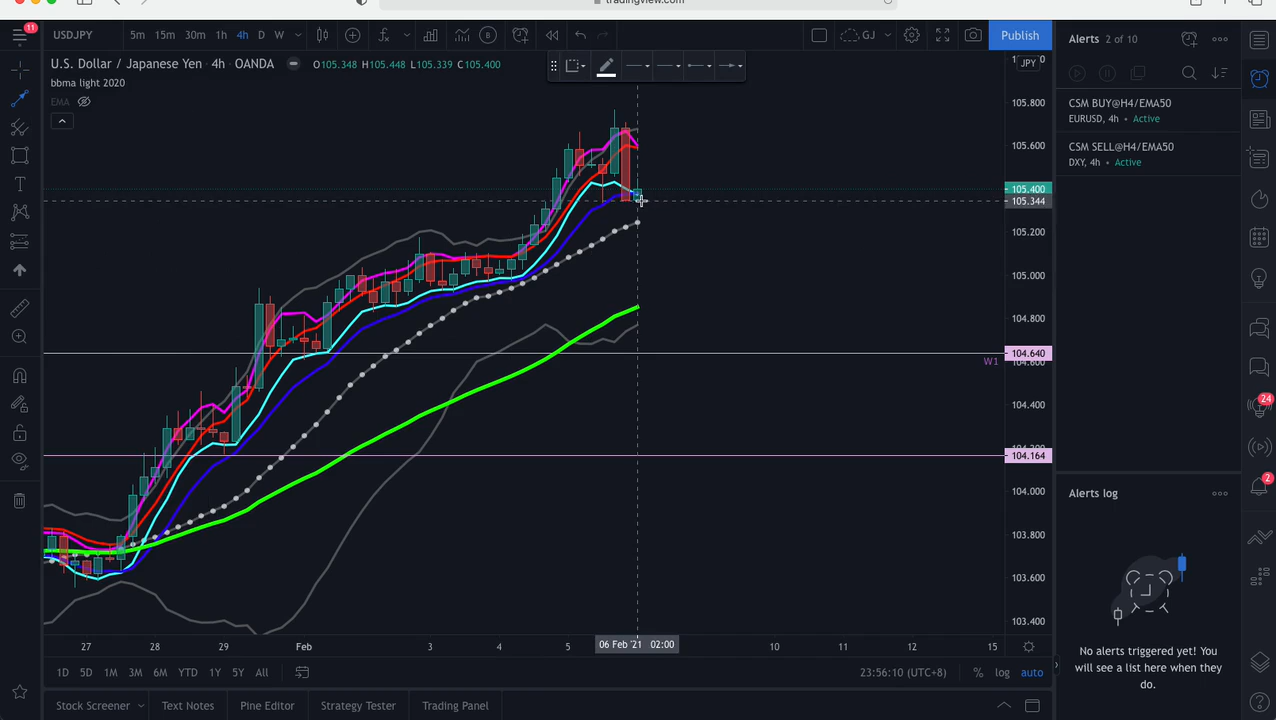 tradingview.com
11
USDJPY
5m 15m 30m 1h 4h D W
GJ
Publish
U.S. Dollar / Japanese Yen · 4h · OANDA
O105.348 H105.448 L105.339 C105.400
bbma light 2020
EMA
JPY
105.800
105.600
105.400
105.344
105.200
105.000
104.800
104.640
W1
104.400
104.164
104.000
103.800
103.600
103.400
27 28 29 Feb 3 4 5 06 Feb '21 02:00 10 11 12 15
1D 5D 1M 3M 6M YTD 1Y 5Y All
23:56:10 (UTC+8)
% log auto
Stock Screener Text Notes Pine Editor Strategy Tester Trading Panel
Alerts 2 of 10
CSM BUY@H4/EMA50
EURUSD, 4h • Active
CSM SELL@H4/EMA50
DXY, 4h • Active
Alerts log
No alerts triggered yet! You
will see a list here when they
do.
24
2